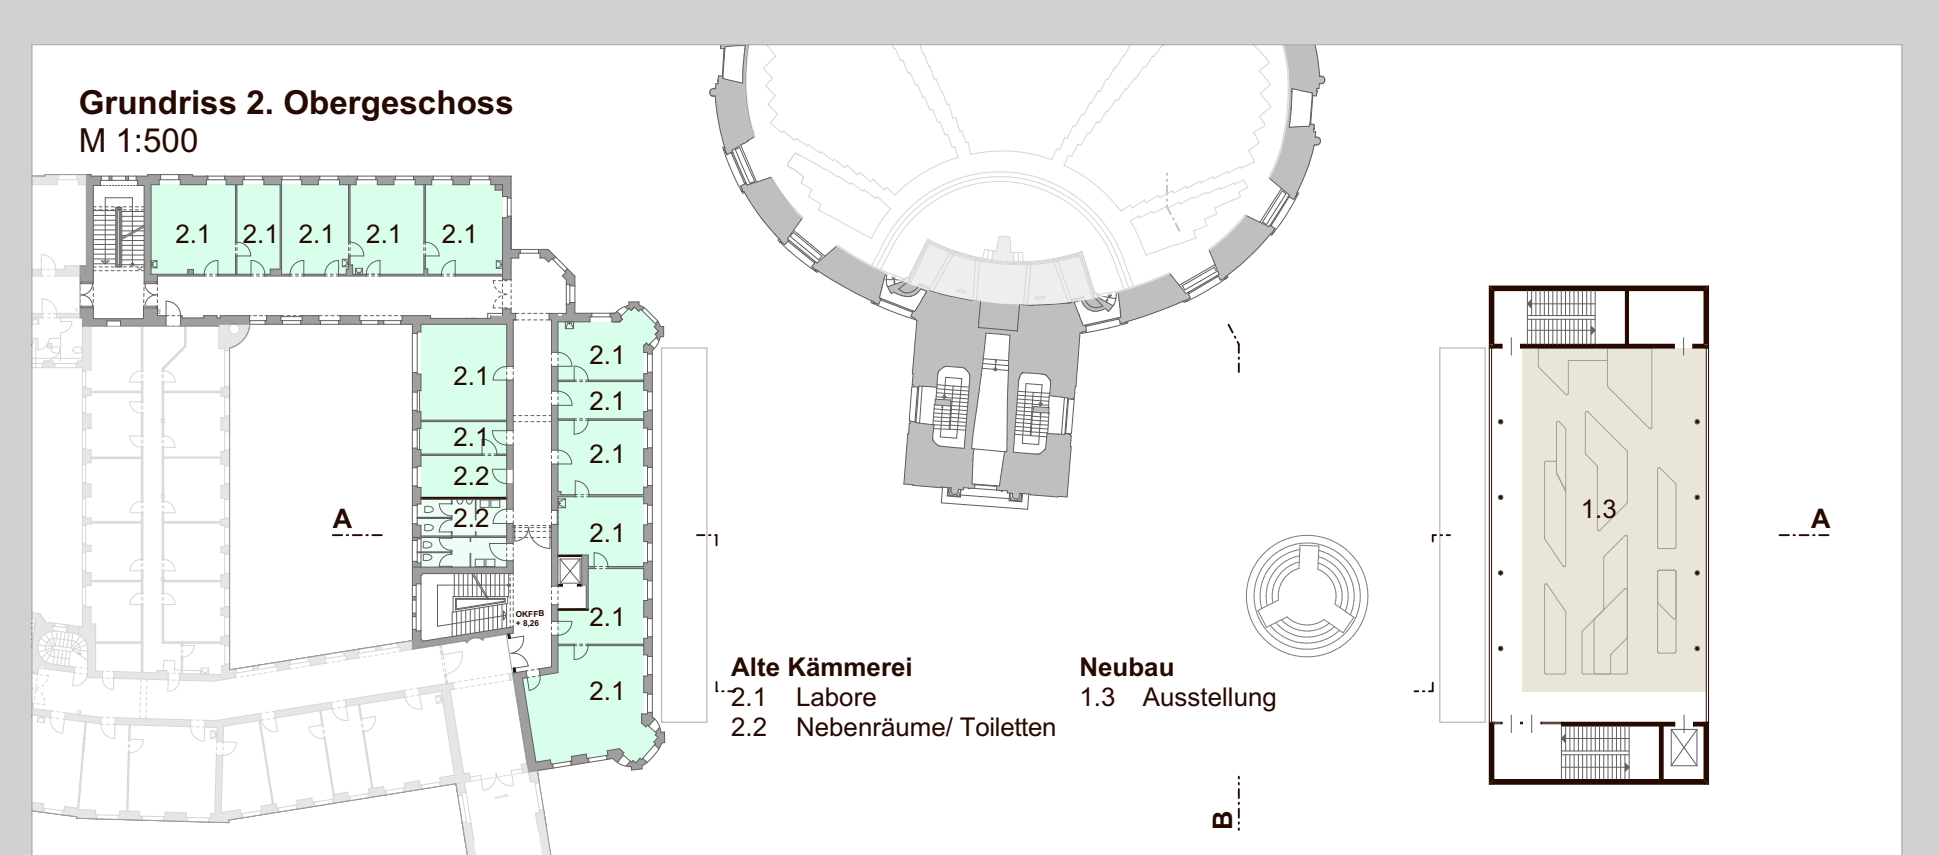 Grundriss 2. Obergeschoss
M 1:500
2.1 2.1 2.1 2.1 2.1
2.1
2.1
2.2
2.2
2.1
2.1
2.1
2.1
2.1
2.1
OKFFB
+ 8,26
A
1.3
A
Alte Kämmerei
2.1 Labore
2.2 Nebenräume/ Toiletten
Neubau
1.3 Ausstellung
B